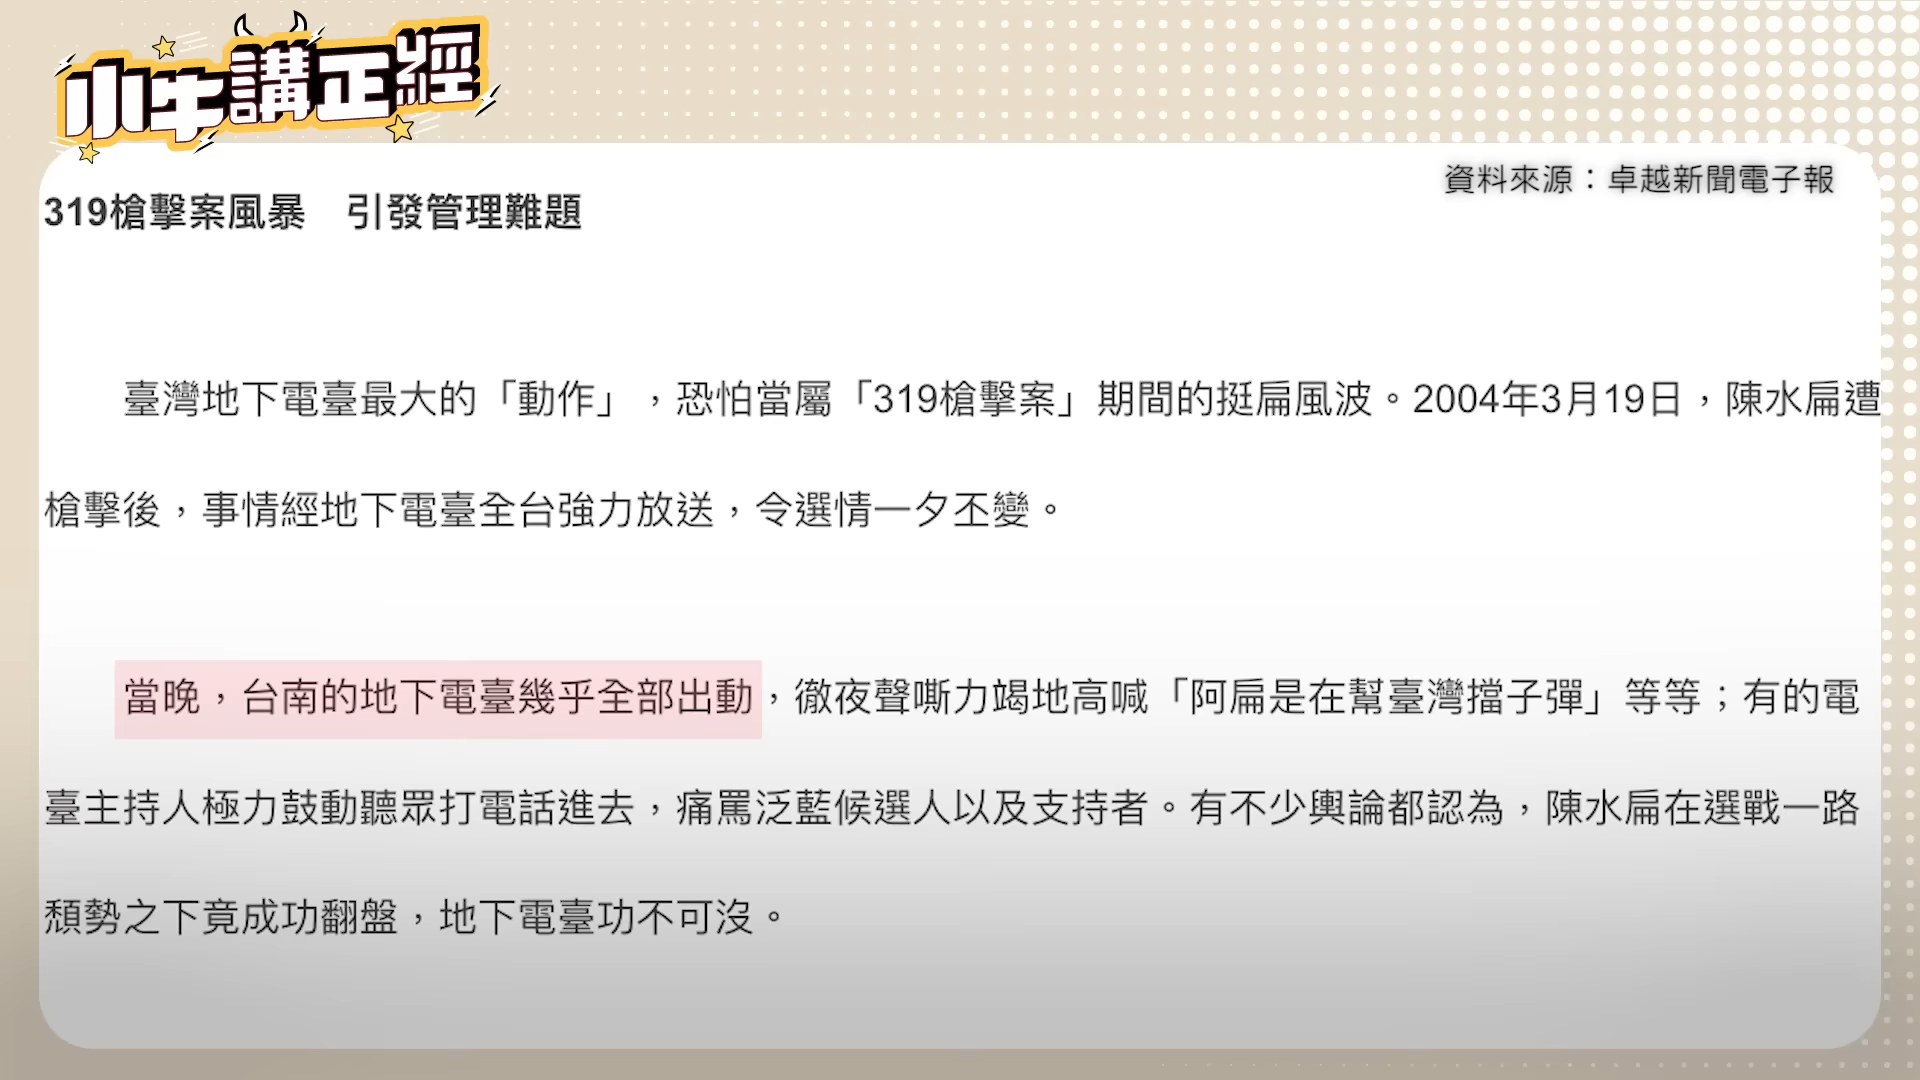 小牛講正經
資料來源：卓越新聞電子報
319槍擊案風暴　引發管理難題
臺灣地下電臺最大的「動作」，恐怕當屬「319槍擊案」期間的挺扁風波。2004年3月19日，陳水扁遭
槍擊後，事情經地下電臺全台強力放送，令選情一夕丕變。
當晚，台南的地下電臺幾乎全部出動，徹夜聲嘶力竭地高喊「阿扁是在幫臺灣擋子彈」等等；有的電
臺主持人極力鼓動聽眾打電話進去，痛罵泛藍候選人以及支持者。有不少輿論都認為，陳水扁在選戰一路
頹勢之下竟成功翻盤，地下電臺功不可沒。